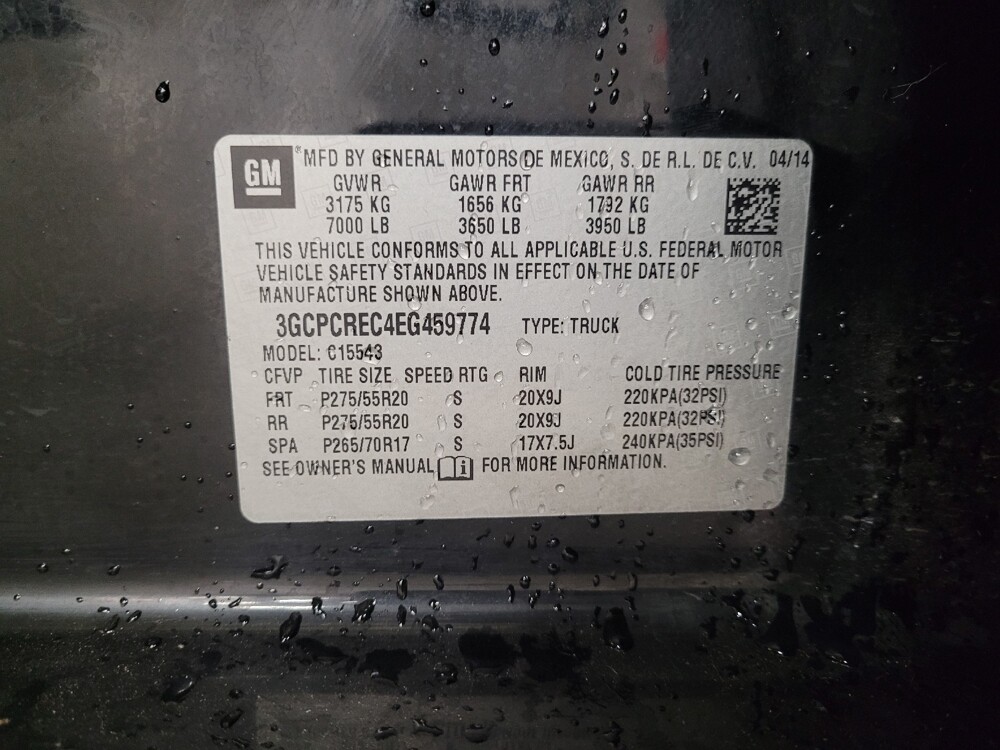 GM ® MFD BY GENERAL MOTORS DE MEXICO, S. DE R.L. DE C.V. 04/14
GVWR GAWR FRT GAWR RR
3175 KG 1656 KG 1792 KG
7000 LB 3650 LB 3950 LB
THIS VEHICLE CONFORMS TO ALL APPLICABLE U.S. FEDERAL MOTOR
VEHICLE SAFETY STANDARDS IN EFFECT ON THE DATE OF
MANUFACTURE SHOWN ABOVE.
3GCPCREC4EG459774 TYPE: TRUCK
MODEL: C15543
CFVP TIRE SIZE SPEED RTG RIM COLD TIRE PRESSURE
FRT P275/55R20 S 20X9J 220KPA(32PSI)
RR P275/55R20 S 20X9J 220KPA(32PSI)
SPA P265/70R17 S 17X7.5J 240KPA(35PSI)
SEE OWNER'S MANUAL FOR MORE INFORMATION.